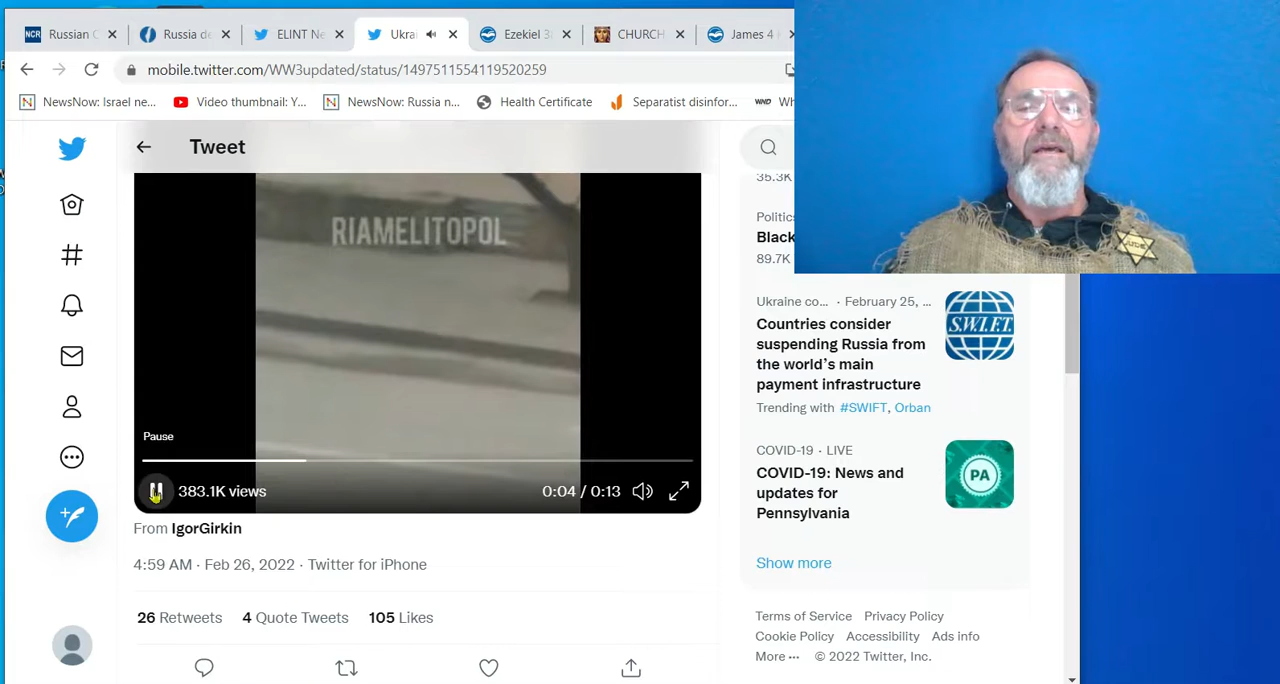 NCR Russian C
Russia de
ELINT Ne
Ukrai
Ezekiel 3
CHURCH
James 4
mobile.twitter.com/WW3updated/status/1497511554119520259
NewsNow: Israel ne...
Video thumbnail: Y...
NewsNow: Russia n...
Health Certificate
Separatist disinfor...
WND Wh
Tweet
RIAMELITOPOL
Pause
383.1K views
0:04 / 0:13
From IgorGirkin
4:59 AM · Feb 26, 2022 · Twitter for iPhone
26 Retweets 4 Quote Tweets 105 Likes
35.3K
Politics
Black
89.7K
Ukraine co... · February 25, ...
Countries consider
suspending Russia from
the world's main
payment infrastructure
Trending with #SWIFT, Orban
S.W.I.F.T.
COVID-19 · LIVE
COVID-19: News and
updates for
Pennsylvania
PA
Show more
Terms of Service Privacy Policy
Cookie Policy Accessibility Ads info
More ··· © 2022 Twitter, Inc.
JUDE